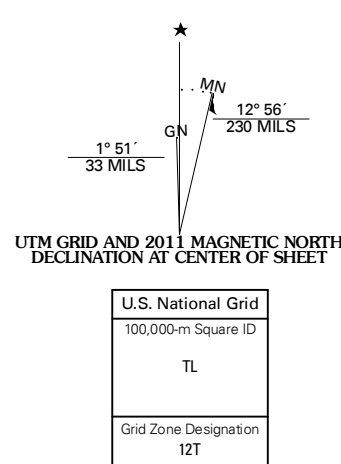 MN
GN
12° 56´
230 MILS
1° 51´
33 MILS
UTM GRID AND 2011 MAGNETIC NORTH
DECLINATION AT CENTER OF SHEET
U.S. National Grid
100,000-m Square ID
TL
Grid Zone Designation
12T